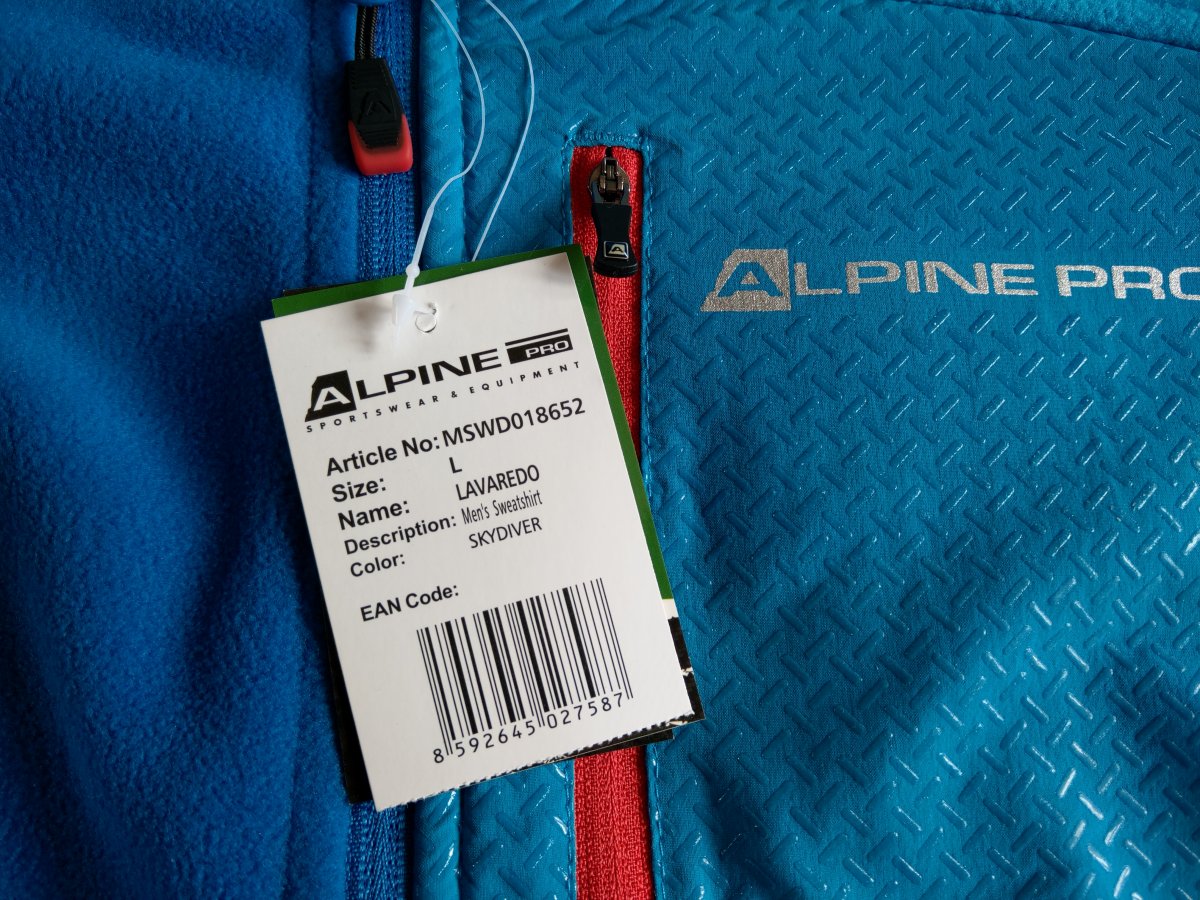 ALPINE PRO
SPORTSWEAR & EQUIPMENT
Article No: MSWD018652
Size: L
Name: LAVAREDO
Description: Men's Sweatshirt
Color: SKYDIVER
EAN Code:
8 592645 027587
ALPINE PRO